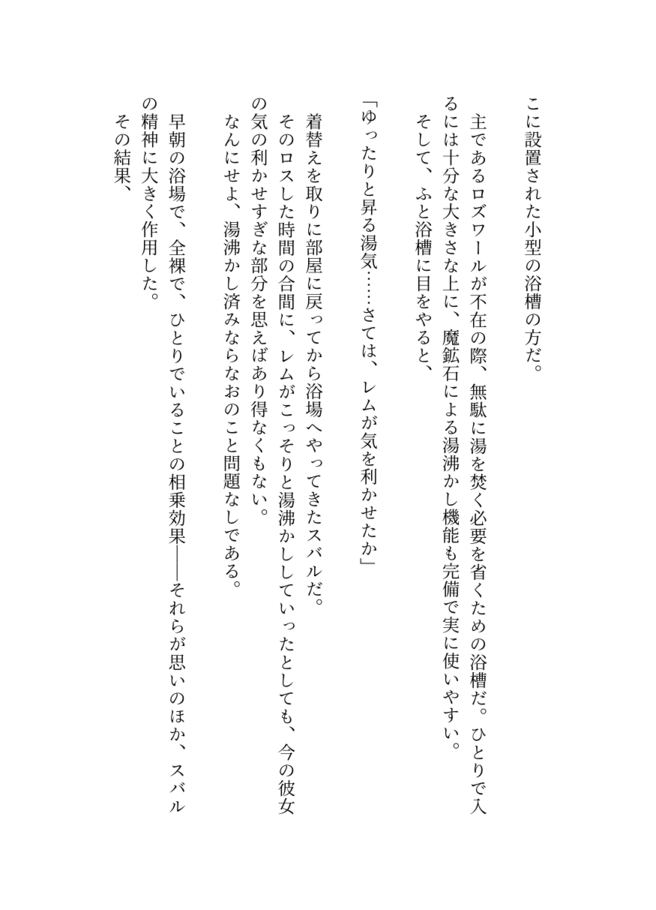 こに設置された小型の浴槽の方だ。
主であるロズワールが不在の際、無駄に湯を焚く必要を省くための浴槽だ。ひとりで入
るには十分な大きさな上に、魔鉱石による湯沸かし機能も完備で実に使いやすい。
そして、ふと浴槽に目をやると、
「ゆったりと昇る湯気……さては、レムが気を利かせたか」
着替えを取りに部屋に戻ってから浴場へやってきたスバルだ。
そのロスした時間の合間に、レムがこっそりと湯沸かししていったとしても、今の彼女
の気の利かせすぎな部分を思えばあり得なくもない。
なんにせよ、湯沸かし済みならなおのこと問題なしである。
早朝の浴場で、全裸で、ひとりでいることの相乗効果――それらが思いのほか、スバル
の精神に大きく作用した。
その結果、